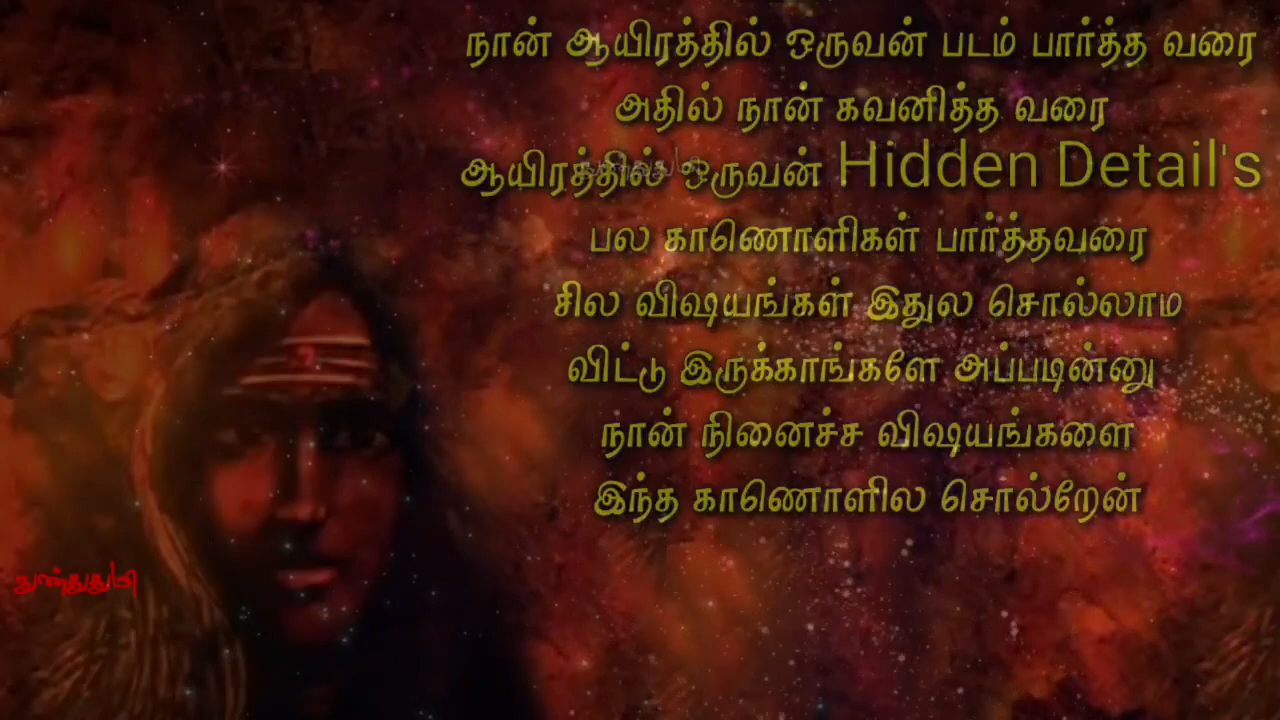 நான் ஆயிரத்தில் ஒருவன் படம் பார்த்த வரை
அதில் நான் கவனித்த வரை
ஆயிரத்தில் ஒருவன் Hidden Detail's
பல காணொளிகள் பார்த்தவரை
சில விஷயங்கள் இதுல சொல்லாம
விட்டு இருக்காங்களே அப்படின்னு
நான் நினைச்ச விஷயங்களை
இந்த காணொளில சொல்றேன்